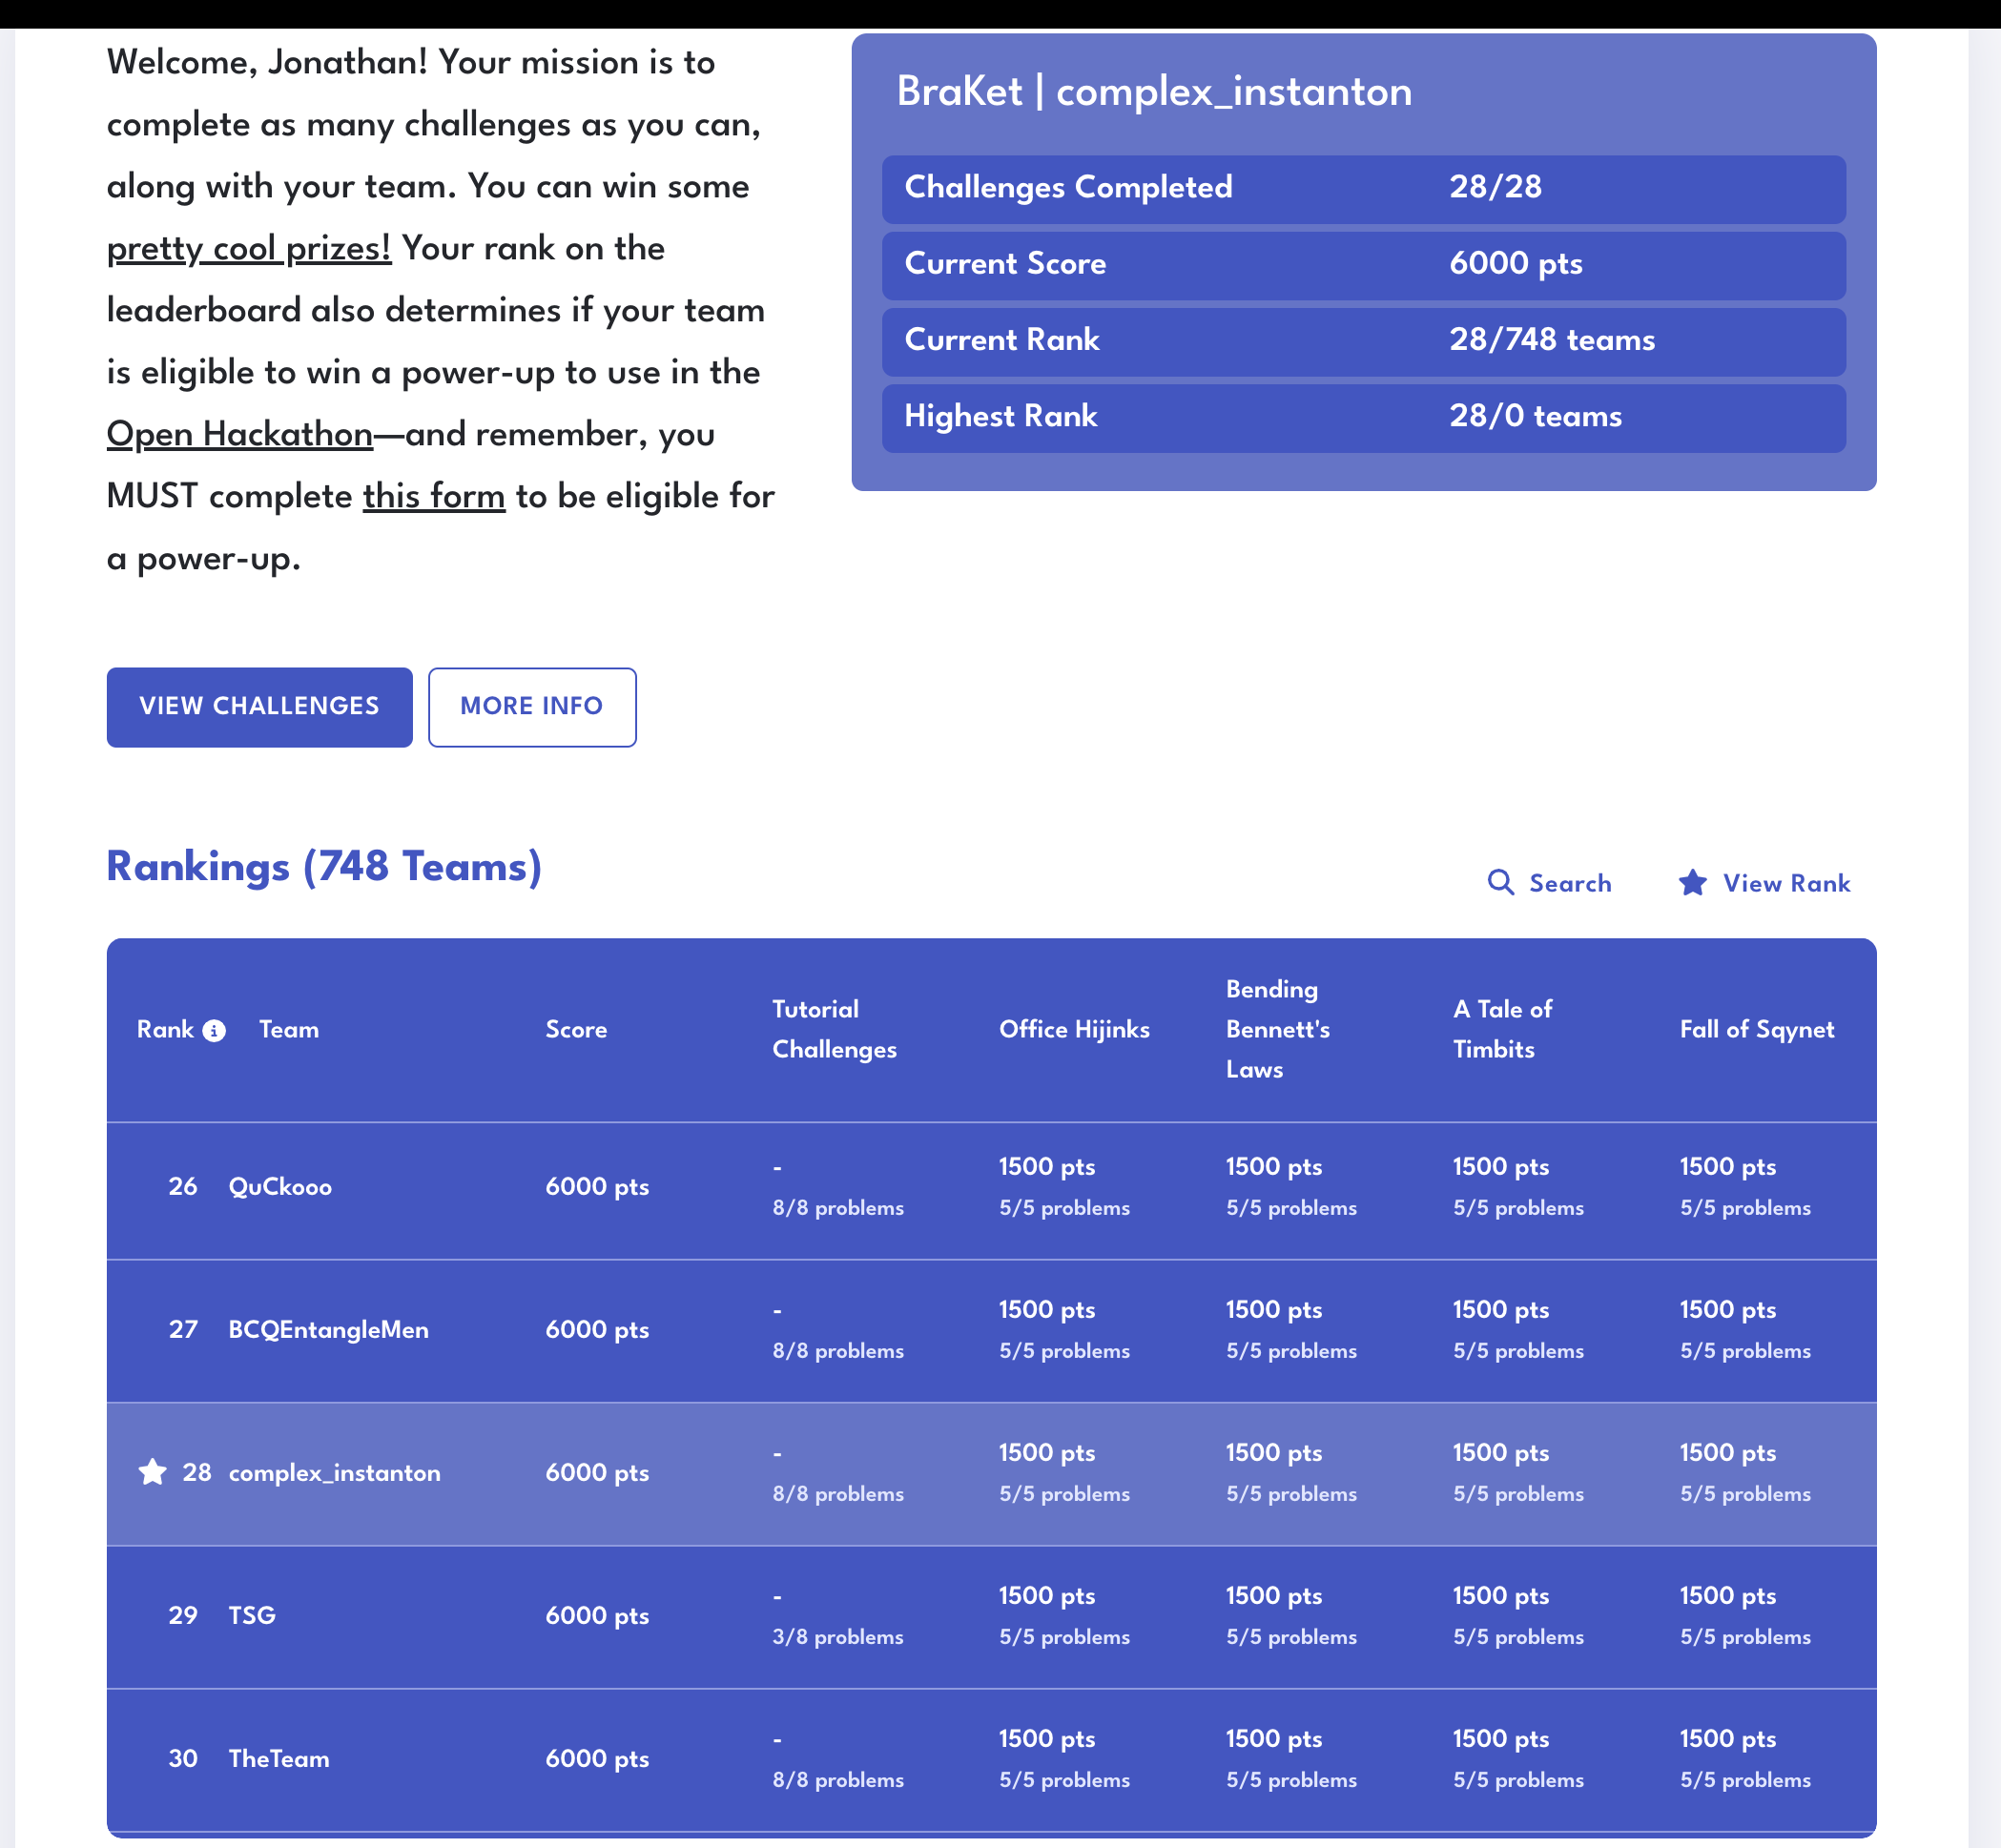 Welcome, Jonathan! Your mission is to
complete as many challenges as you can,
along with your team. You can win some
pretty cool prizes! Your rank on the
leaderboard also determines if your team
is eligible to win a power-up to use in the
Open Hackathon—and remember, you
MUST complete this form to be eligible for
a power-up.
BraKet | complex_instanton
Challenges Completed 28/28
Current Score 6000 pts
Current Rank 28/748 teams
Highest Rank 28/0 teams
VIEW CHALLENGES MORE INFO
Rankings (748 Teams)
Search View Rank
Rank Team Score Tutorial Challenges Office Hijinks Bending Bennett's Laws A Tale of Timbits Fall of Sqynet
26 QuCkooo 6000 pts - 1500 pts 1500 pts 1500 pts 1500 pts
8/8 problems 5/5 problems 5/5 problems 5/5 problems 5/5 problems
27 BCQEntangleMen 6000 pts - 1500 pts 1500 pts 1500 pts 1500 pts
8/8 problems 5/5 problems 5/5 problems 5/5 problems 5/5 problems
28 complex_instanton 6000 pts - 1500 pts 1500 pts 1500 pts 1500 pts
8/8 problems 5/5 problems 5/5 problems 5/5 problems 5/5 problems
29 TSG 6000 pts - 1500 pts 1500 pts 1500 pts 1500 pts
3/8 problems 5/5 problems 5/5 problems 5/5 problems 5/5 problems
30 TheTeam 6000 pts - 1500 pts 1500 pts 1500 pts 1500 pts
8/8 problems 5/5 problems 5/5 problems 5/5 problems 5/5 problems